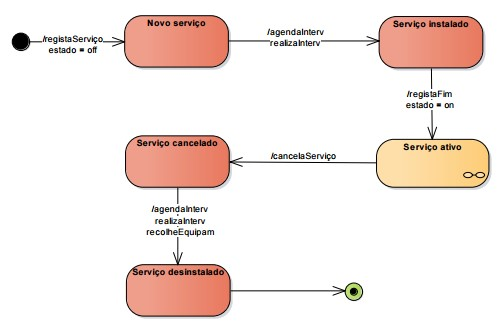 Novo serviço
/agendaInterv
realizaInterv
Serviço instalado
/registaServiço
estado = off
/registaFim
estado = on
Serviço cancelado
/cancelaServiço
Serviço ativo
/agendaInterv
realizaInterv
recolheEquipam
Serviço desinstalado